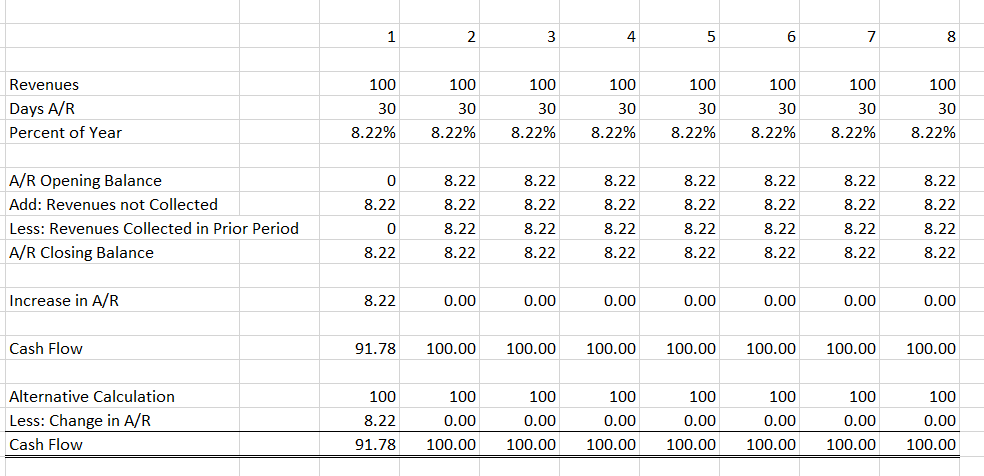 1 2 3 4 5 6 7 8
Revenues 100 100 100 100 100 100 100 100
Days A/R 30 30 30 30 30 30 30 30
Percent of Year 8.22% 8.22% 8.22% 8.22% 8.22% 8.22% 8.22% 8.22%
A/R Opening Balance 0 8.22 8.22 8.22 8.22 8.22 8.22 8.22
Add: Revenues not Collected 8.22 8.22 8.22 8.22 8.22 8.22 8.22 8.22
Less: Revenues Collected in Prior Period 0 8.22 8.22 8.22 8.22 8.22 8.22 8.22
A/R Closing Balance 8.22 8.22 8.22 8.22 8.22 8.22 8.22 8.22
Increase in A/R 8.22 0.00 0.00 0.00 0.00 0.00 0.00 0.00
Cash Flow 91.78 100.00 100.00 100.00 100.00 100.00 100.00 100.00
Alternative Calculation 100 100 100 100 100 100 100 100
Less: Change in A/R 8.22 0.00 0.00 0.00 0.00 0.00 0.00 0.00
Cash Flow 91.78 100.00 100.00 100.00 100.00 100.00 100.00 100.00